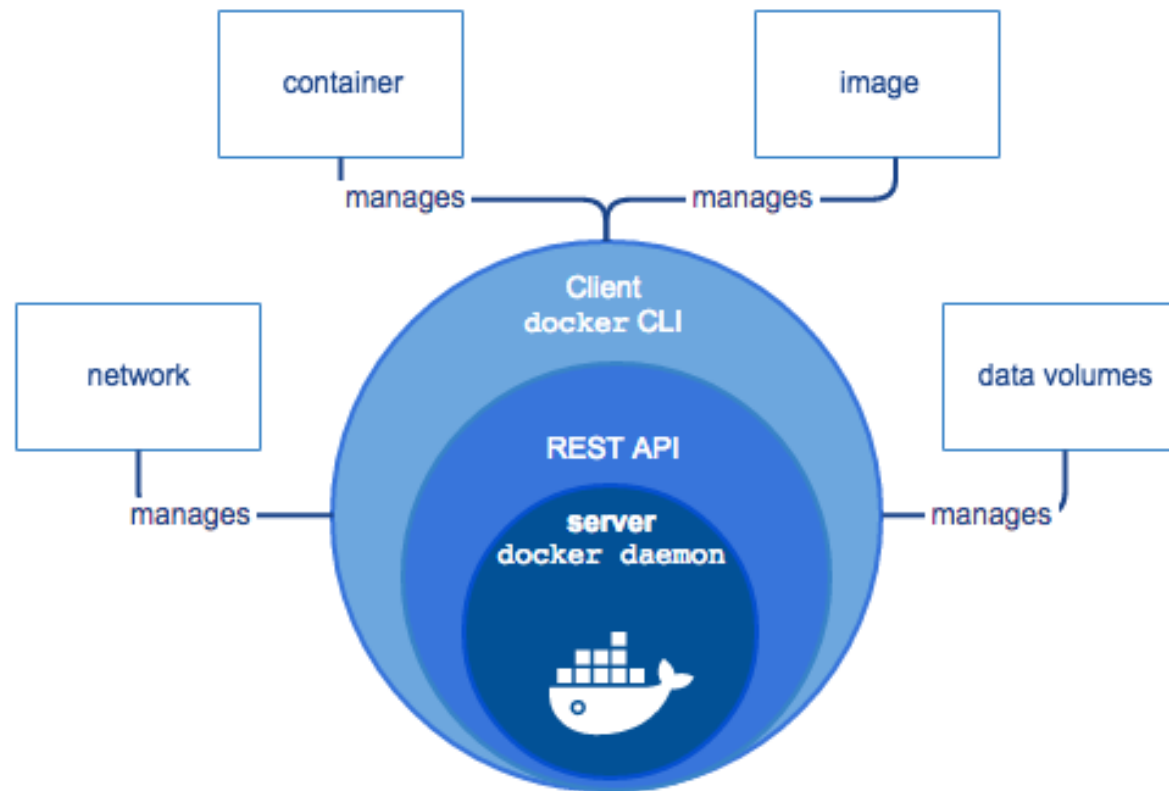 container
image
manages
manages
Client
docker CLI
network
data volumes
REST API
manages
manages
server
docker daemon